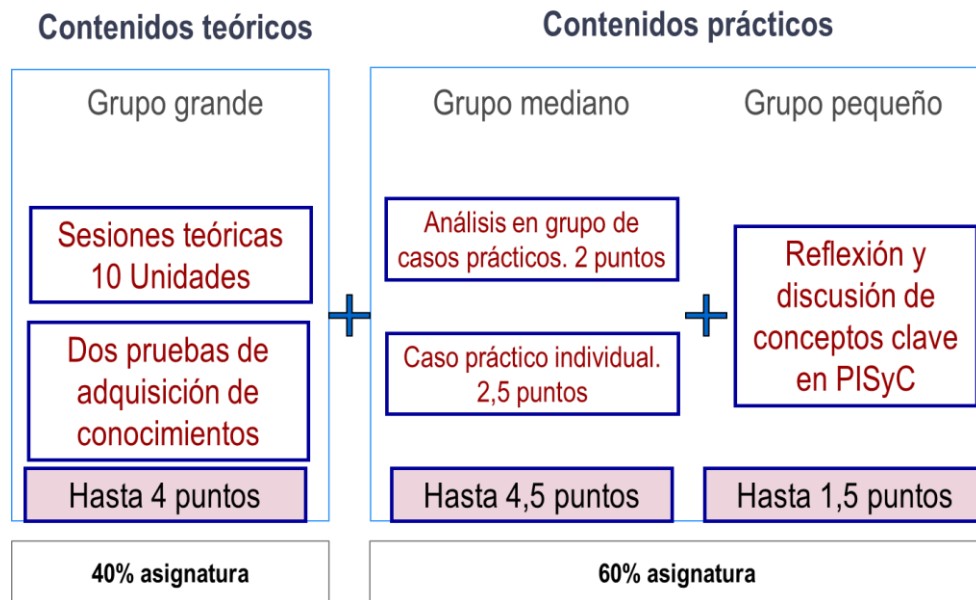 Contenidos teóricos
Contenidos prácticos
Grupo grande
Sesiones teóricas
10 Unidades
Dos pruebas de
adquisición de
conocimientos
Hasta 4 puntos
40% asignatura
Grupo mediano
Análisis en grupo de
casos prácticos. 2 puntos
Caso práctico individual.
2,5 puntos
Hasta 4,5 puntos
Grupo pequeño
Reflexión y
discusión de
conceptos clave
en PISyC
Hasta 1,5 puntos
60% asignatura